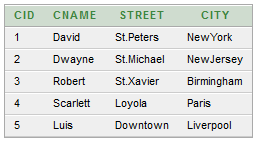 CID CNAME STREET CITY
1 David St.Peters NewYork
2 Dwayne St.Michael NewJersey
3 Robert St.Xavier Birmingham
4 Scarlett Loyola Paris
5 Luis Downtown Liverpool